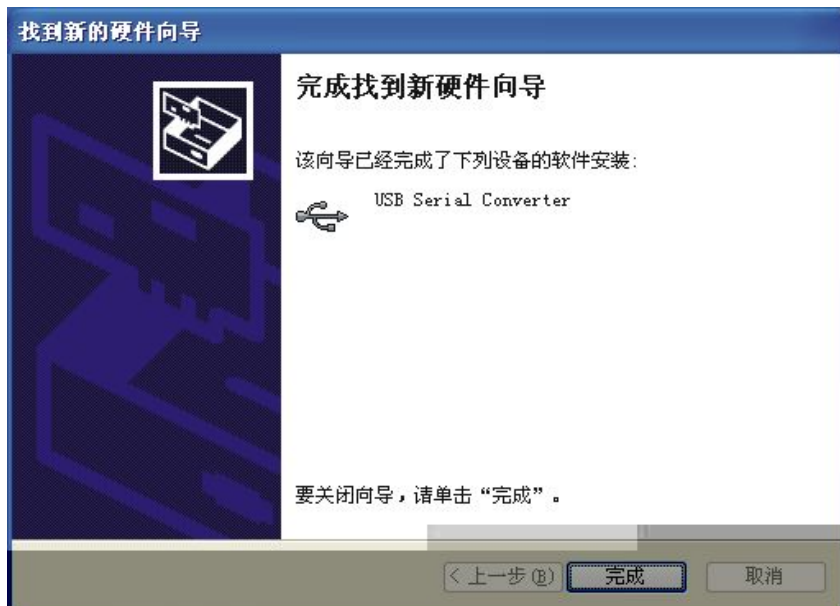 找到新的硬件向导
完成找到新硬件向导
该向导已经完成了下列设备的软件安装:
USB Serial Converter
要关闭向导，请单击“完成”。
< 上一步(B)
完成
取消